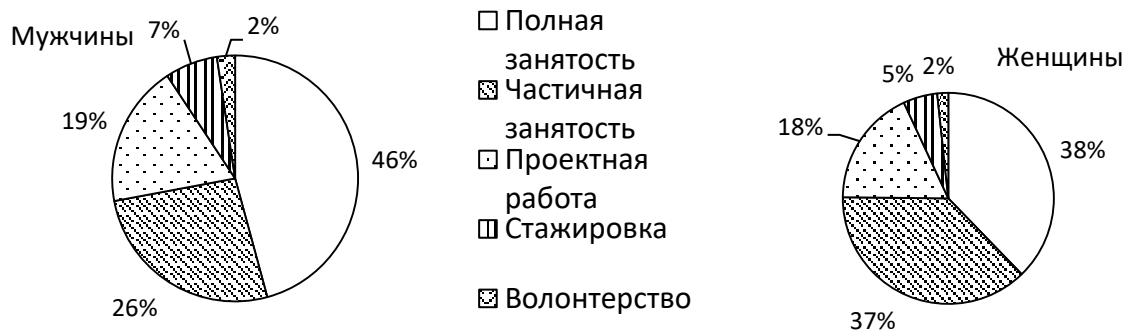 Мужчины
7%
2%
19%
46%
26%
Полная
занятость
Частичная
занятость
Проектная
работа
Стажировка
Волонтерство
Женщины
5%
2%
18%
38%
37%